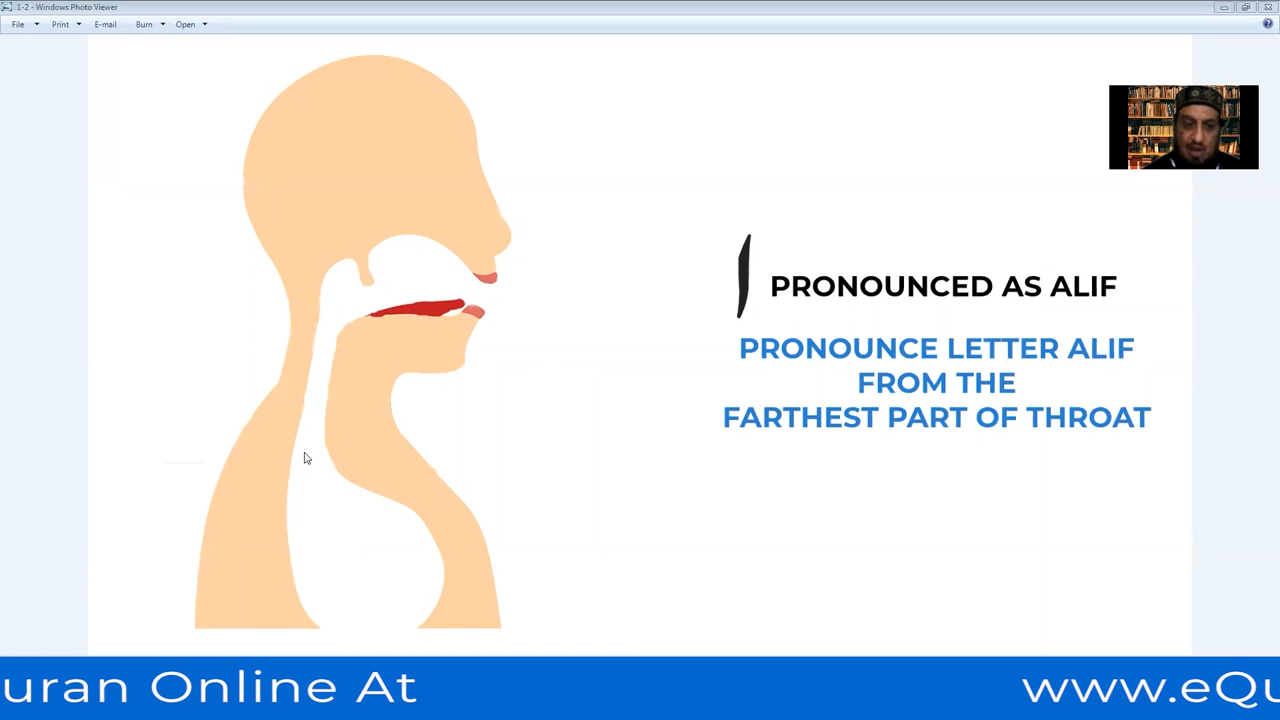 1-2 - Windows Photo Viewer
File Print E-mail Burn Open
ا PRONOUNCED AS ALIF
PRONOUNCE LETTER ALIF
FROM THE
FARTHEST PART OF THROAT
uran Online At www.eQu